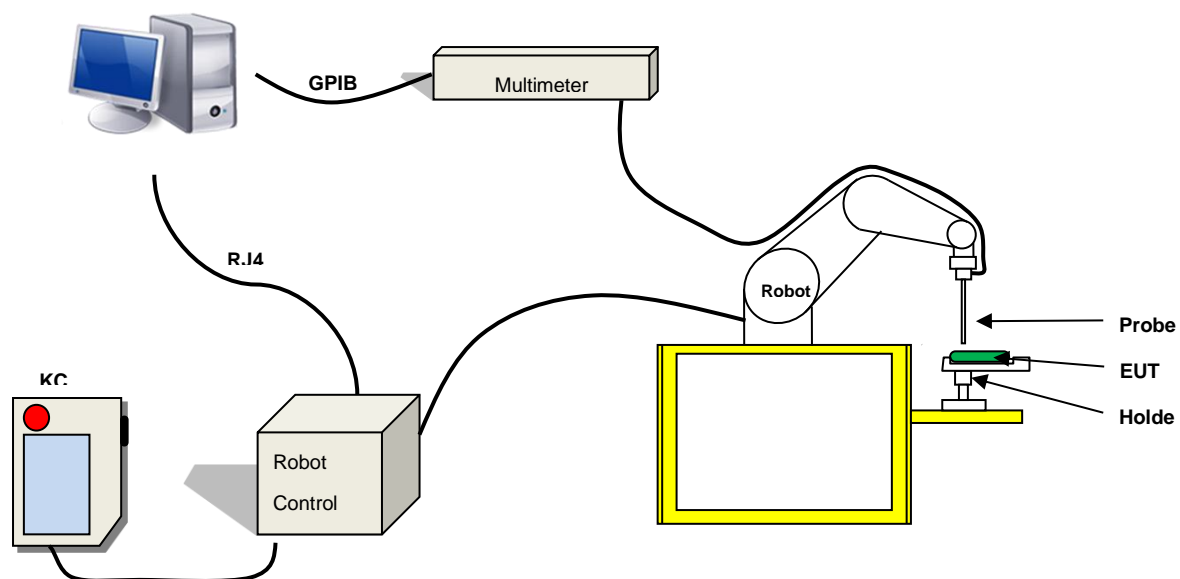 GPIB
Multimeter
RJ4
Robot
Probe
EUT
Holde
KC
Robot
Control